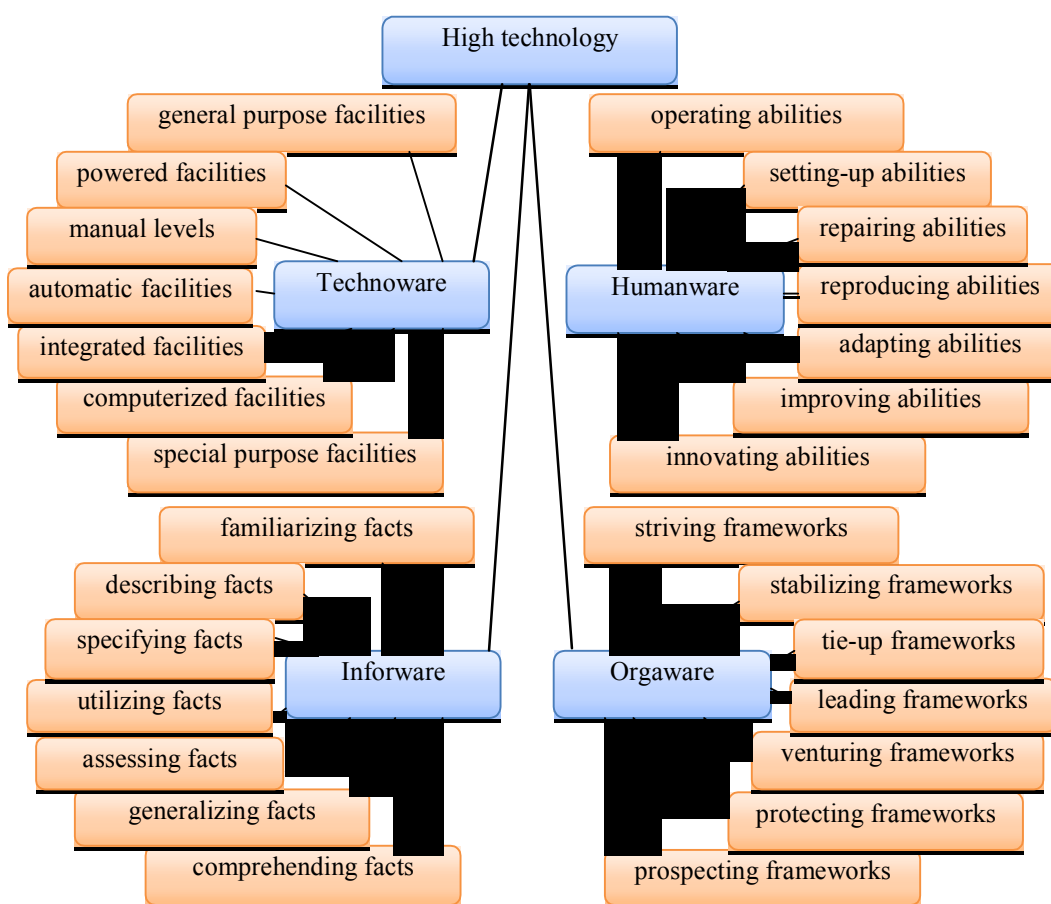 High technology
general purpose facilities
powered facilities
manual levels
Technoware
automatic facilities
integrated facilities
computerized facilities
special purpose facilities
operating abilities
setting-up abilities
repairing abilities
Humanware
reproducing abilities
adapting abilities
improving abilities
innovating abilities
familiarizing facts
describing facts
specifying facts
Inforware
utilizing facts
assessing facts
generalizing facts
comprehending facts
striving frameworks
stabilizing frameworks
tie-up frameworks
Orgaware
leading frameworks
venturing frameworks
protecting frameworks
prospecting frameworks